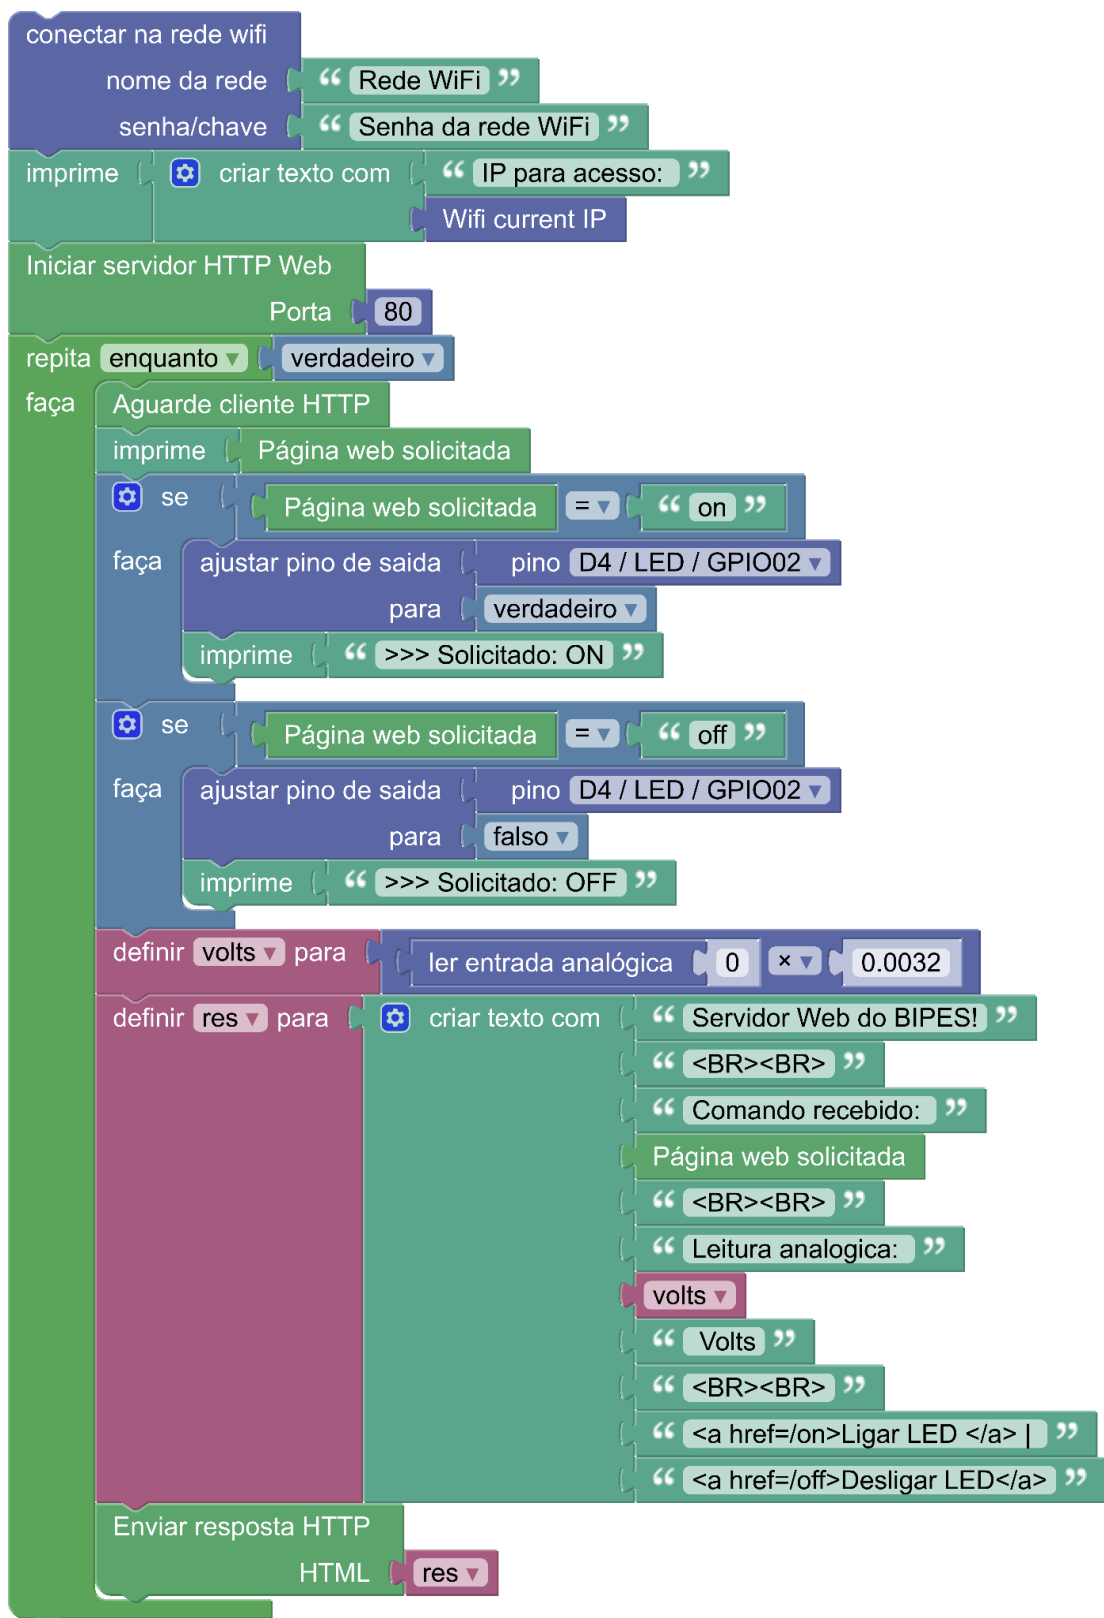 conectar na rede wifi
nome da rede “ Rede WiFi ”
senha/chave “ Senha da rede WiFi ”
imprime criar texto com “ IP para acesso: ”
Wifi current IP
Iniciar servidor HTTP Web
Porta 80
repita enquanto verdadeiro
faça Aguarde cliente HTTP
imprime Página web solicitada
se Página web solicitada = “ on ”
faça ajustar pino de saida pino D4 / LED / GPIO02
para verdadeiro
imprime “ >>> Solicitado: ON ”
se Página web solicitada = “ off ”
faça ajustar pino de saida pino D4 / LED / GPIO02
para falso
imprime “ >>> Solicitado: OFF ”
definir volts para ler entrada analógica 0 × 0.0032
definir res para criar texto com “ Servidor Web do BIPES! ”
“ <BR><BR> ”
“ Comando recebido: ”
Página web solicitada
“ <BR><BR> ”
“ Leitura analogica: ”
volts
“ Volts ”
“ <BR><BR> ”
“ <a href=/on>Ligar LED </a> | ”
“ <a href=/off>Desligar LED</a> ”
Enviar resposta HTTP
HTML res